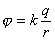 φ = k q/r